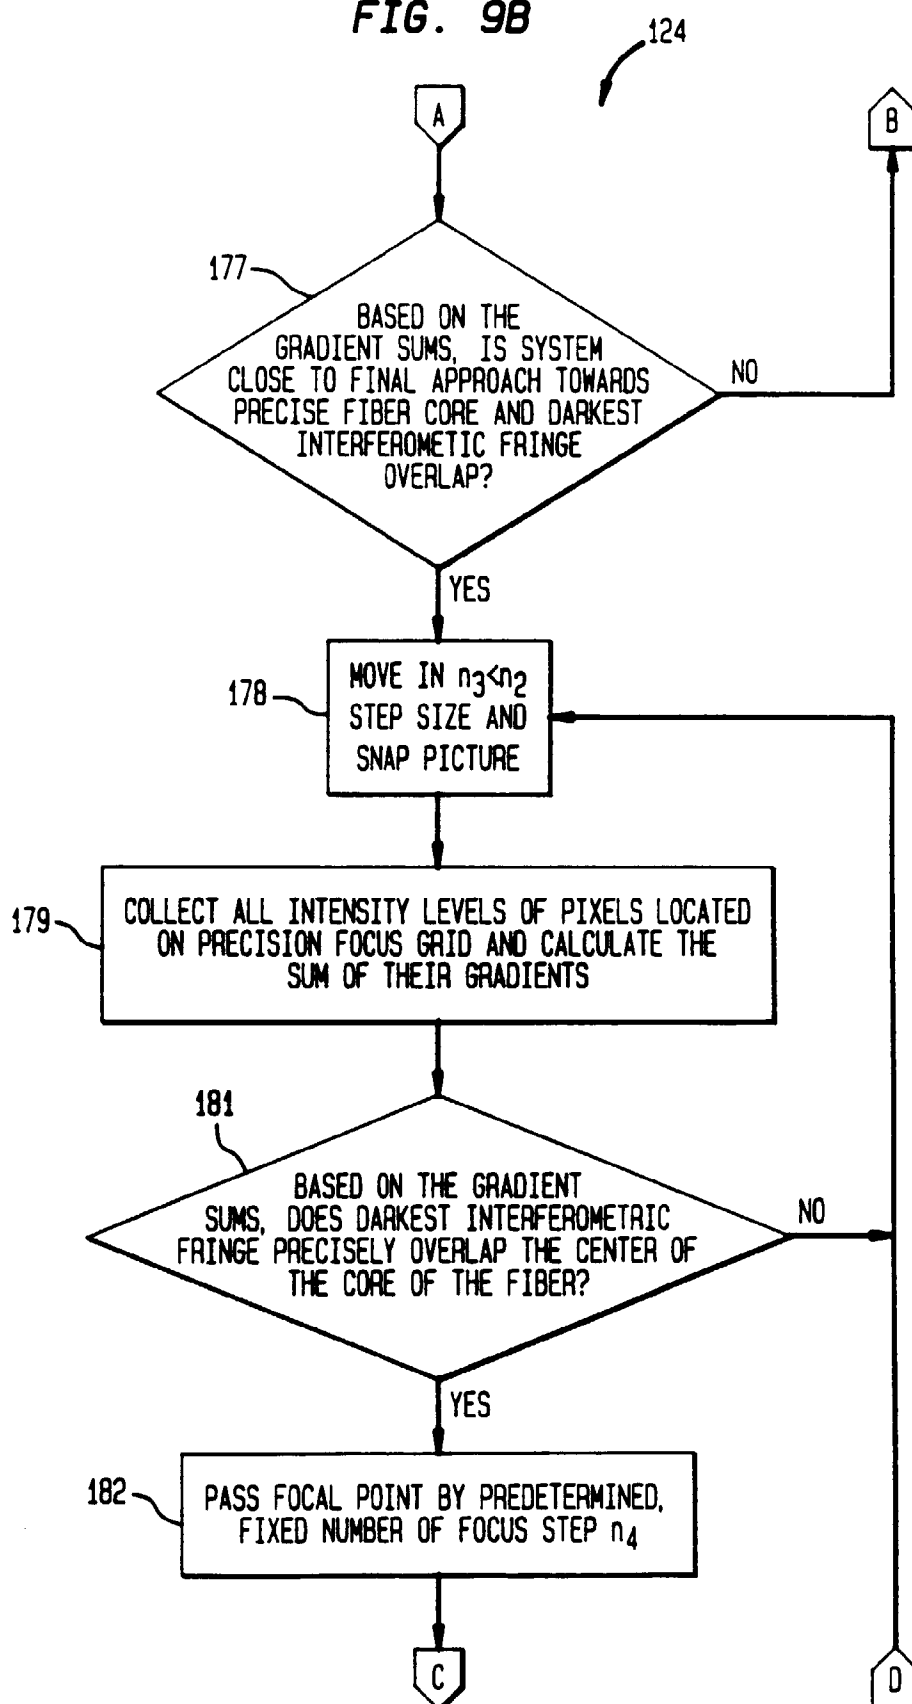 FIG. 9B
124
A
B
177
BASED ON THE
GRADIENT SUMS, IS SYSTEM
CLOSE TO FINAL APPROACH TOWARDS
PRECISE FIBER CORE AND DARKEST
INTERFEROMETIC FRINGE
OVERLAP?
NO
YES
178
MOVE IN n3<n2
STEP SIZE AND
SNAP PICTURE
179
COLLECT ALL INTENSITY LEVELS OF PIXELS LOCATED
ON PRECISION FOCUS GRID AND CALCULATE THE
SUM OF THEIR GRADIENTS
181
BASED ON THE GRADIENT
SUMS, DOES DARKEST INTERFEROMETRIC
FRINGE PRECISELY OVERLAP THE CENTER OF
THE CORE OF THE FIBER?
NO
YES
182
PASS FOCAL POINT BY PREDETERMINED,
FIXED NUMBER OF FOCUS STEP n4
C
D